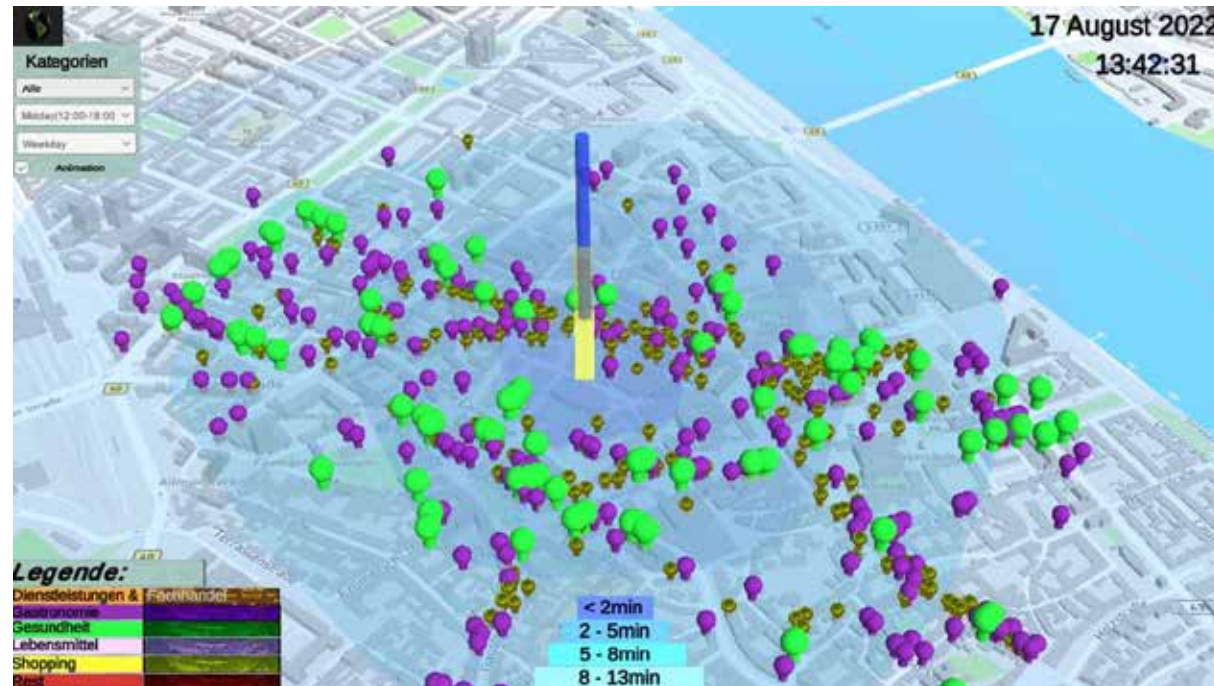 17 August 2022
13:42:31
Kategorien
Alle
Midday(12:00-18:00
Weekday
Animation
Legende:
Dienstleistungen & Fachhandel
Gastronomie
Gesundheit
Lebensmittel
Shopping
Rest
< 2min
2 - 5min
5 - 8min
8 - 13min